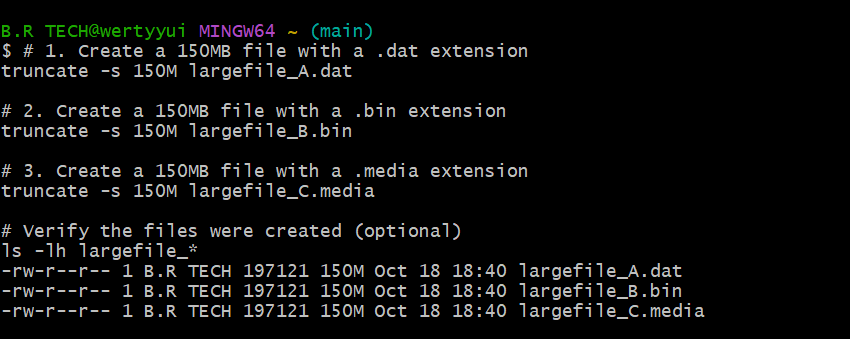 B.R TECH@wertyyui MINGW64 ~ (main)
$ # 1. Create a 150MB file with a .dat extension
truncate -s 150M largefile_A.dat
# 2. Create a 150MB file with a .bin extension
truncate -s 150M largefile_B.bin
# 3. Create a 150MB file with a .media extension
truncate -s 150M largefile_C.media
# Verify the files were created (optional)
ls -lh largefile_*
-rw-r--r-- 1 B.R TECH 197121 150M Oct 18 18:40 largefile_A.dat
-rw-r--r-- 1 B.R TECH 197121 150M Oct 18 18:40 largefile_B.bin
-rw-r--r-- 1 B.R TECH 197121 150M Oct 18 18:40 largefile_C.media